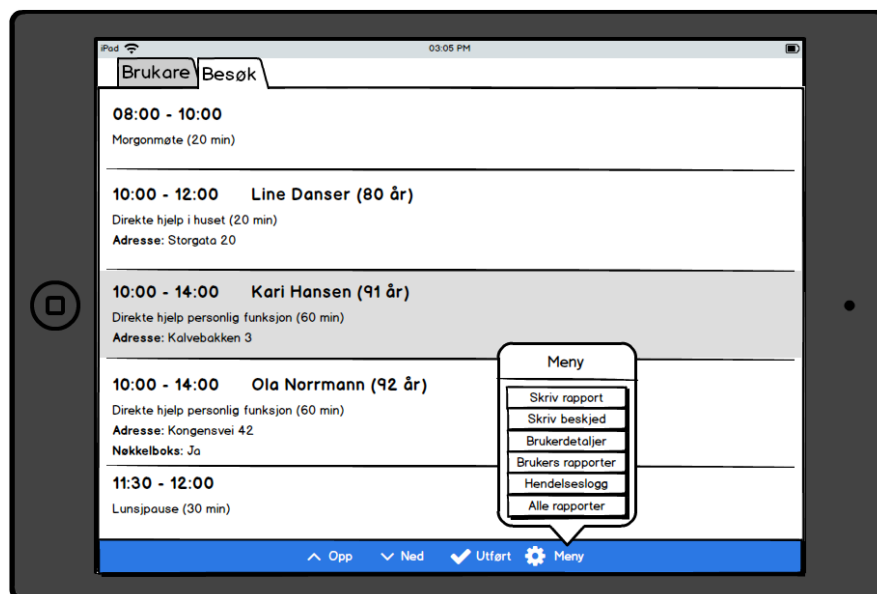 iPad
03:05 PM
Brukare
Besøk
08:00 - 10:00
Morgonmøte (20 min)
10:00 - 12:00 Line Danser (80 år)
Direkte hjelp i huset (20 min)
Adresse: Storgata 20
10:00 - 14:00 Kari Hansen (91 år)
Direkte hjelp personlig funksjon (60 min)
Adresse: Kalvebakken 3
10:00 - 14:00 Ola Norrmann (92 år)
Direkte hjelp personlig funksjon (60 min)
Adresse: Kongensvei 42
Nøkkelboks: Ja
11:30 - 12:00
Lunsjpause (30 min)
Meny
Skriv rapport
Skriv beskjed
Brukerdetaljer
Brukers rapporter
Hendelseslogg
Alle rapporter
Opp Ned Utført Meny